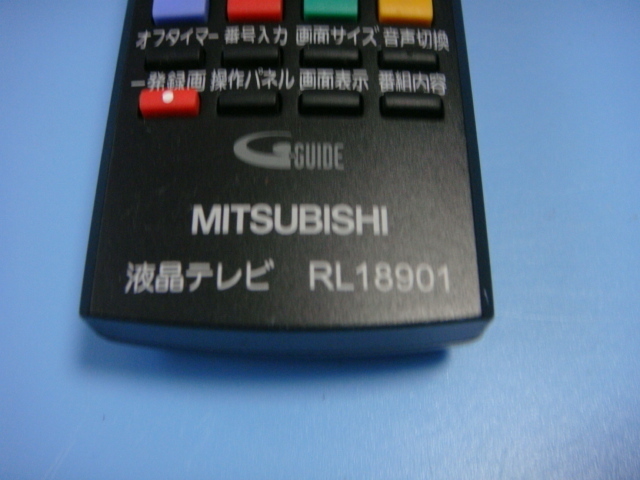 オフタイマー 番号入力 画面サイズ 音声切換
一発録画 操作パネル 画面表示 番組内容
G-GUIDE
MITSUBISHI
液晶テレビ RL18901